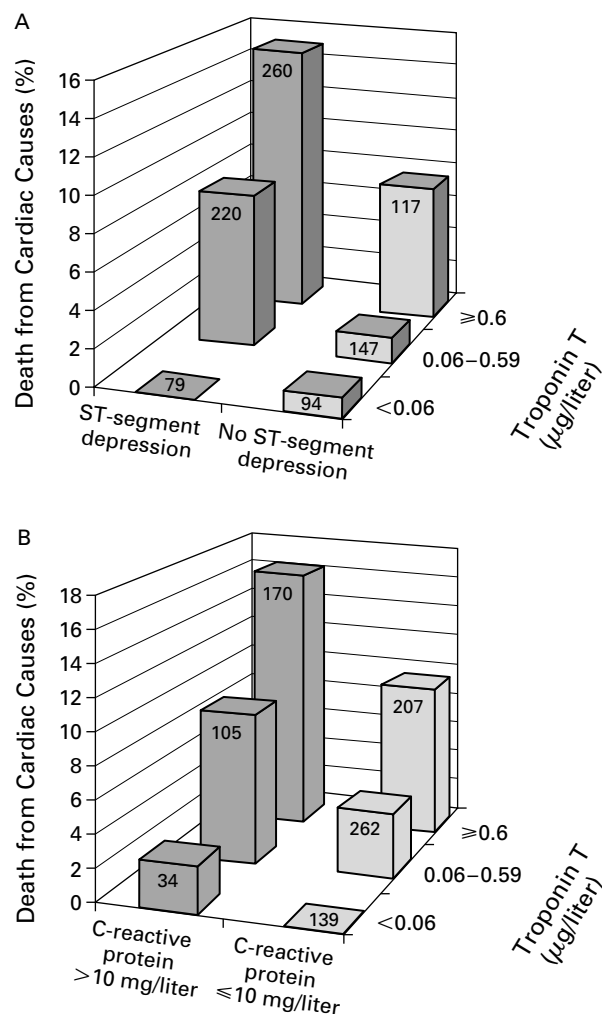 A
Death from Cardiac Causes (%)
16
14
12
10
8
6
4
2
0
260
220
117
147
79
94
⩾0.6
0.06–0.59
<0.06
Troponin T
(μg/liter)
ST-segment
depression
No ST-segment
depression
B
Death from Cardiac Causes (%)
18
16
14
12
10
8
6
4
2
0
170
105
207
262
34
139
⩾0.6
0.06–0.59
<0.06
Troponin T
(μg/liter)
C-reactive
protein
>10 mg/liter
C-reactive
protein
⩽10 mg/liter